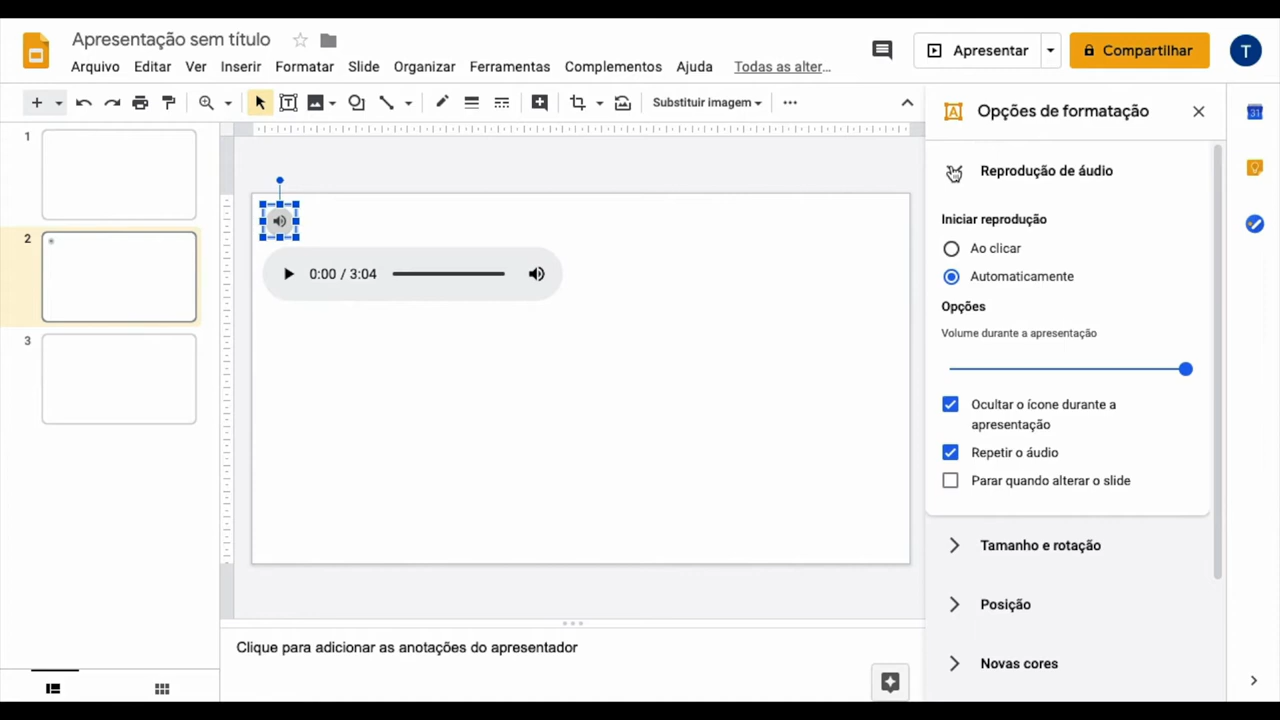 Apresentação sem título
Arquivo Editar Ver Inserir Formatar Slide Organizar Ferramentas Complementos Ajuda Todas as alter...
Apresentar
Compartilhar
T
Substituir imagem
1
2
3
0:00 / 3:04
Clique para adicionar as anotações do apresentador
Opções de formatação
Reprodução de áudio
Iniciar reprodução
Ao clicar
Automaticamente
Opções
Volume durante a apresentação
Ocultar o ícone durante a
apresentação
Repetir o áudio
Parar quando alterar o slide
Tamanho e rotação
Posição
Novas cores
31